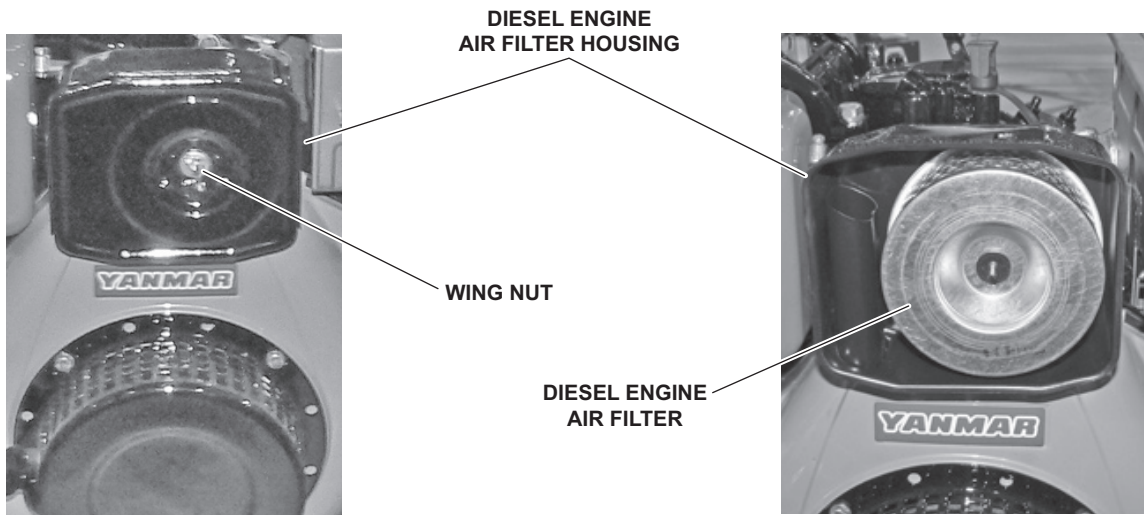 DIESEL ENGINE
AIR FILTER HOUSING
WING NUT
YANMAR
DIESEL ENGINE
AIR FILTER
YANMAR